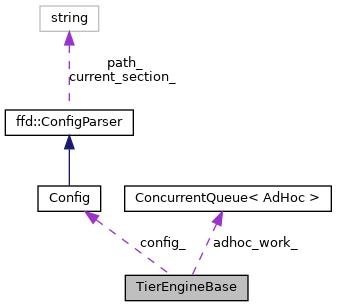 string
path_
current_section_
ffd::ConfigParser
Config
ConcurrentQueue< AdHoc >
config_
adhoc_work_
TierEngineBase